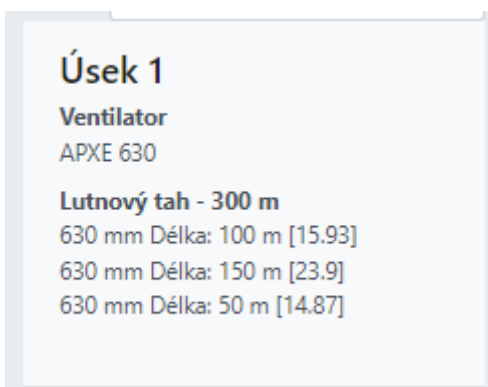 Úsek 1
Ventilator
APXE 630
Lutnový tah - 300 m
630 mm Délka: 100 m [15.93]
630 mm Délka: 150 m [23.9]
630 mm Délka: 50 m [14.87]